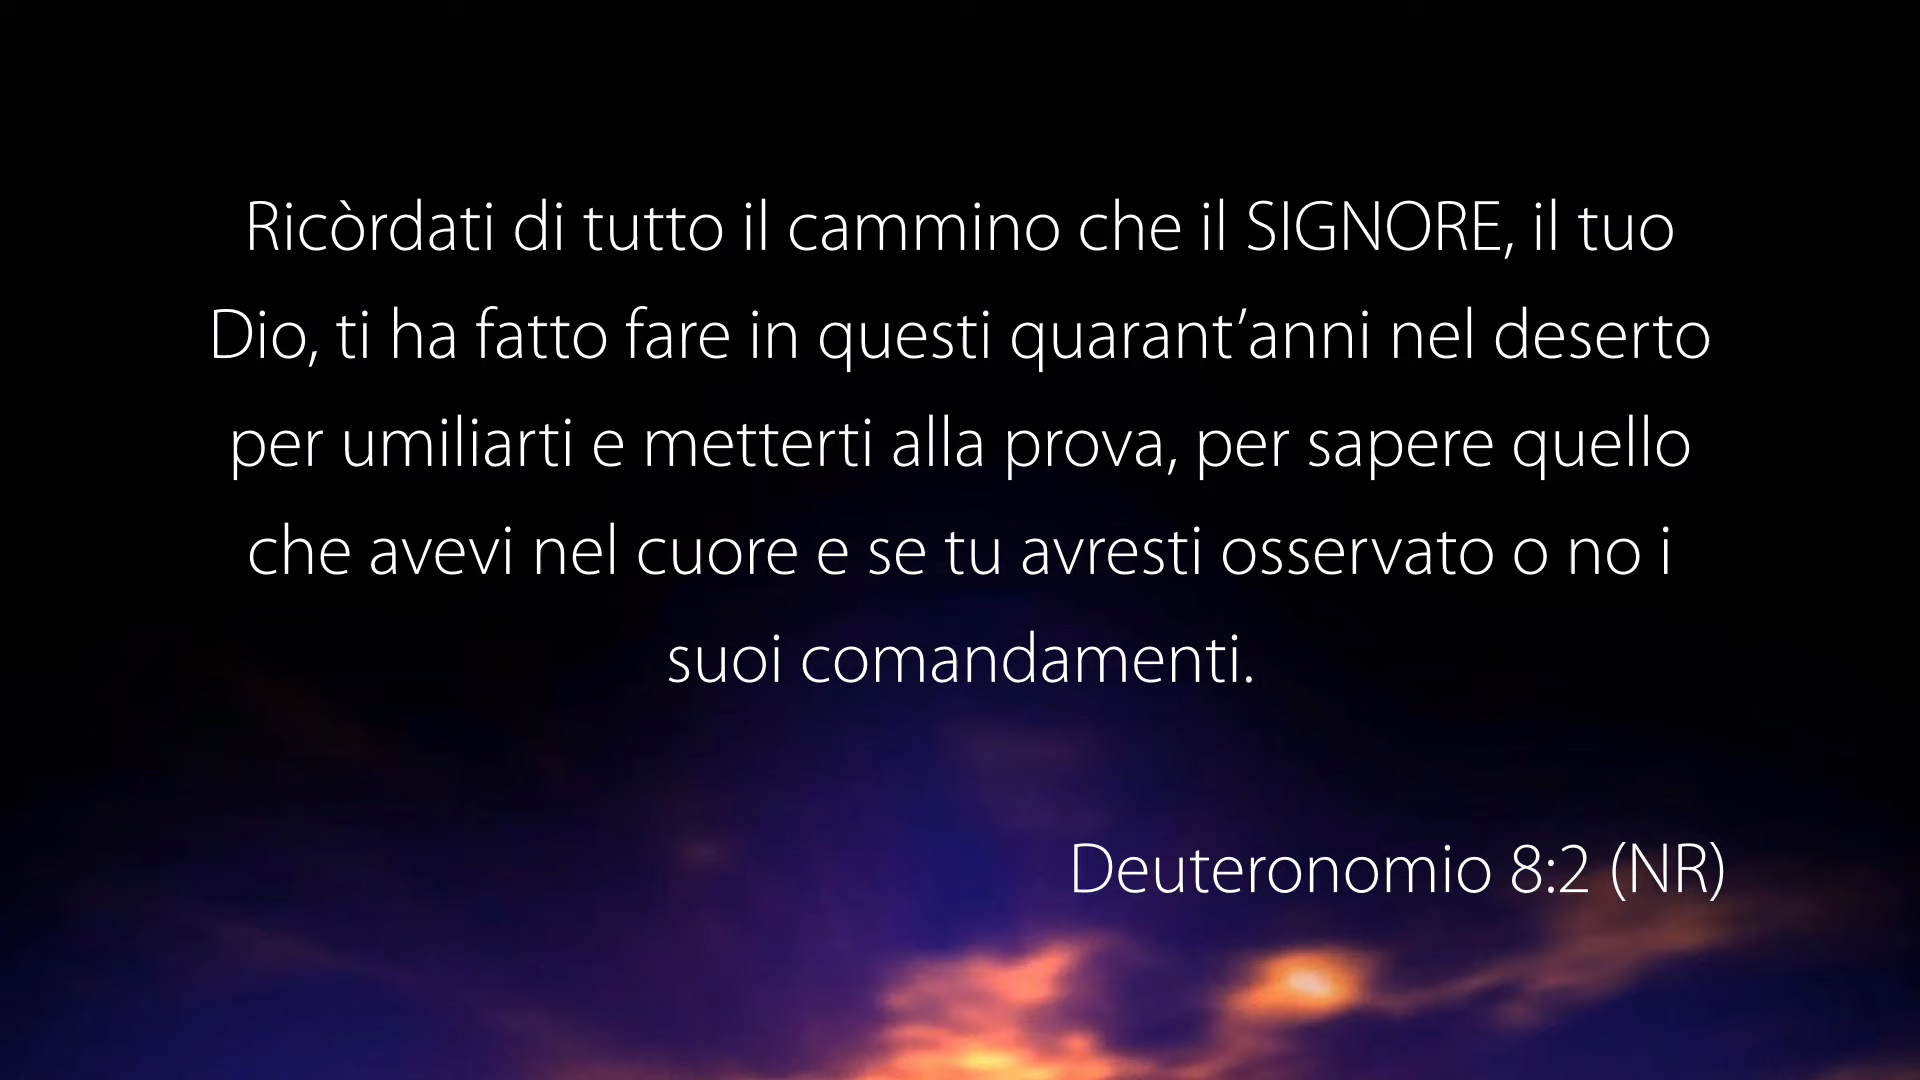 Ricòrdati di tutto il cammino che il SIGNORE, il tuo
Dio, ti ha fatto fare in questi quarant’anni nel deserto
per umiliarti e metterti alla prova, per sapere quello
che avevi nel cuore e se tu avresti osservato o no i
suoi comandamenti.
Deuteronomio 8:2 (NR)